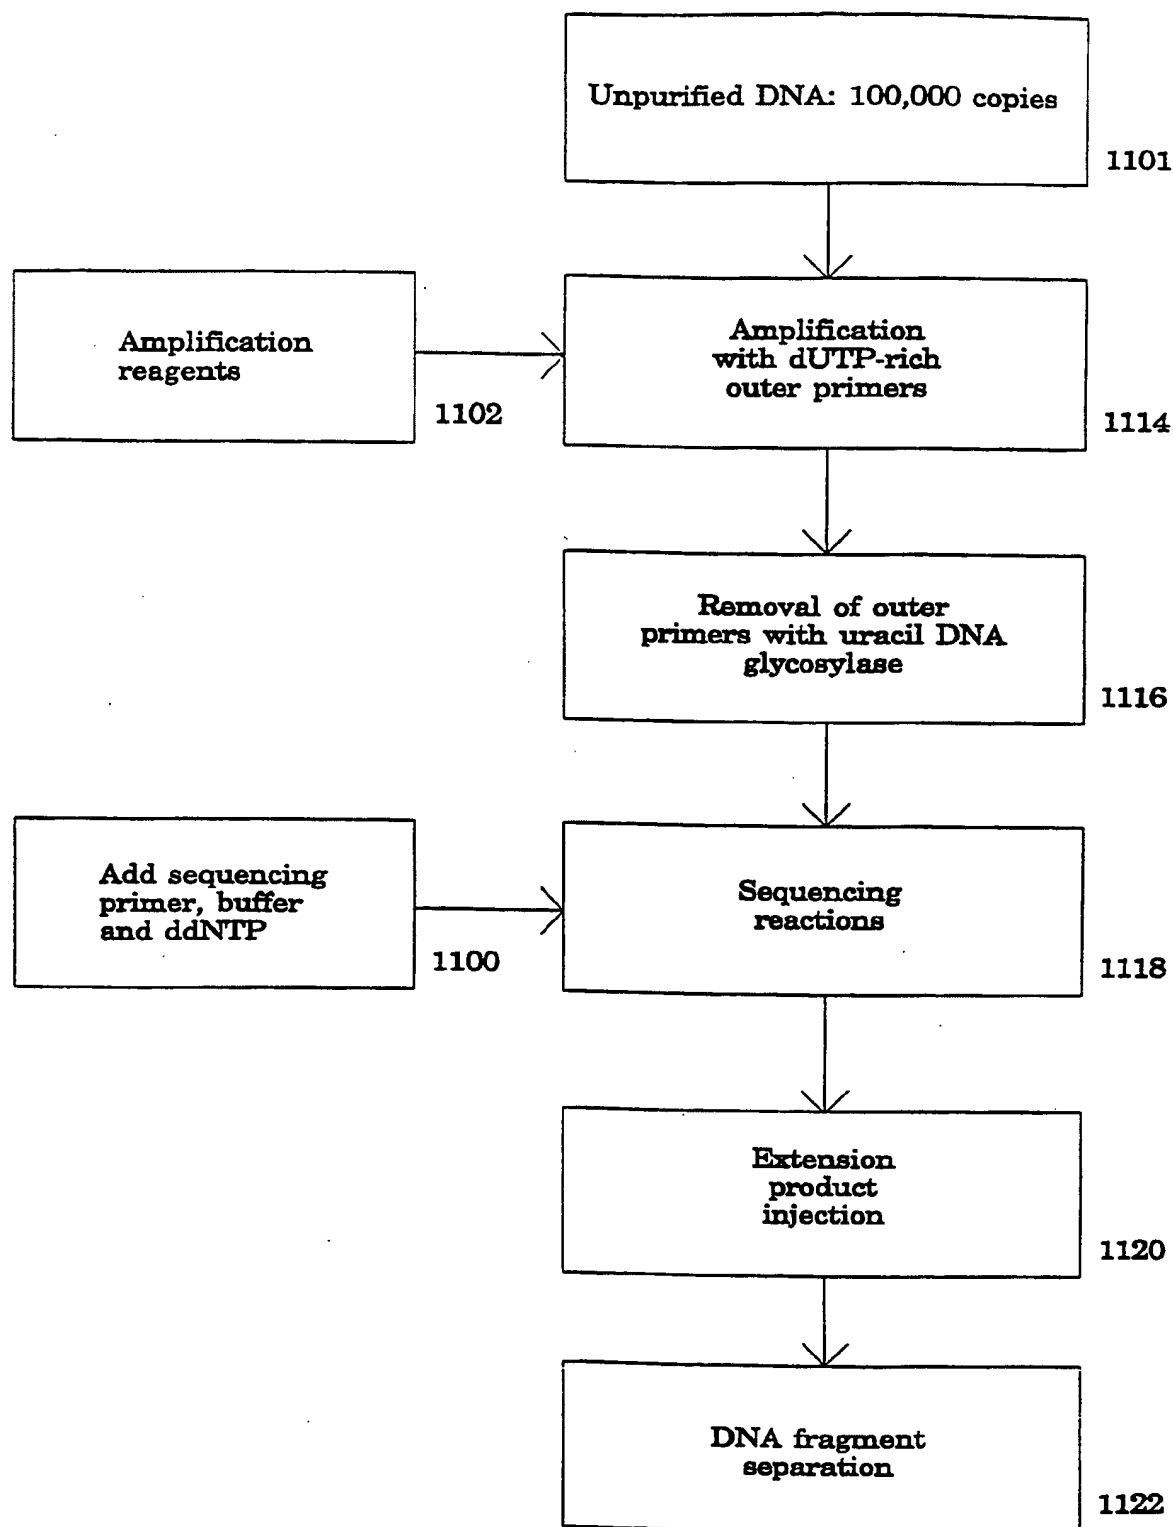 Unpurified DNA: 100,000 copies
1101
Amplification
reagents
1102
Amplification
with dUTP-rich
outer primers
1114
Removal of outer
primers with uracil DNA
glycosylase
1116
Add sequencing
primer, buffer
and ddNTP
1100
Sequencing
reactions
1118
Extension
product
injection
1120
DNA fragment
separation
1122